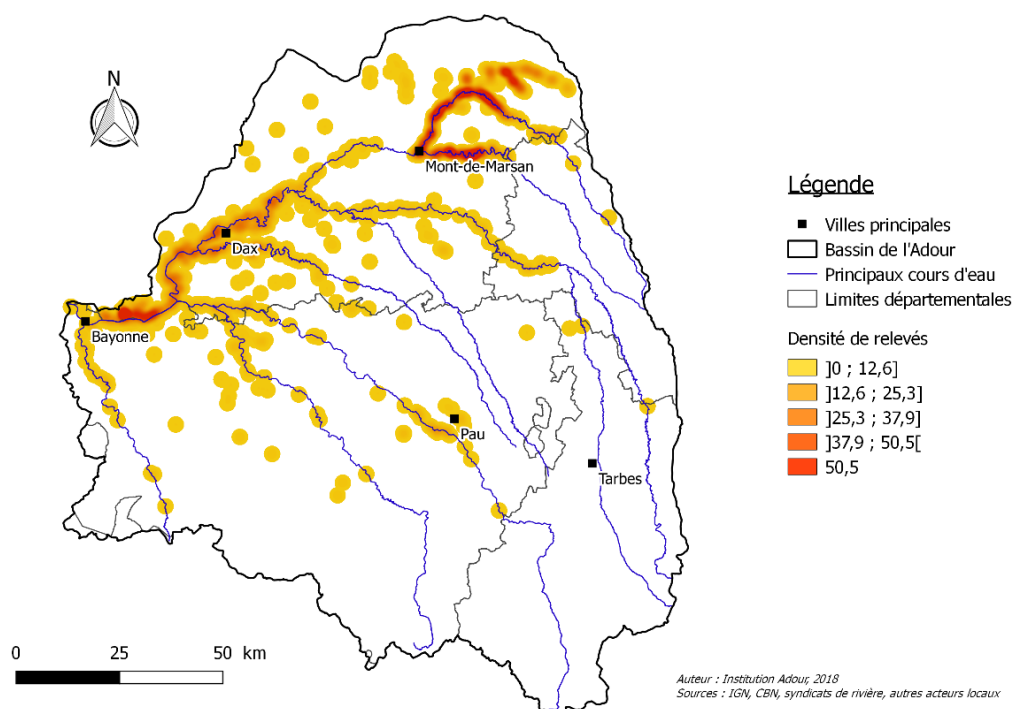 N
Mont-de-Marsan
Dax
Bayonne
Pau
Tarbes
Légende
Villes principales
Bassin de l'Adour
Principaux cours d'eau
Limites départementales
Densité de relevés
]0 ; 12,6]
]12,6 ; 25,3]
]25,3 ; 37,9]
]37,9 ; 50,5[
50,5
0 25 50 km
Auteur : Institution Adour, 2018
Sources : IGN, CBN, syndicats de rivière, autres acteurs locaux